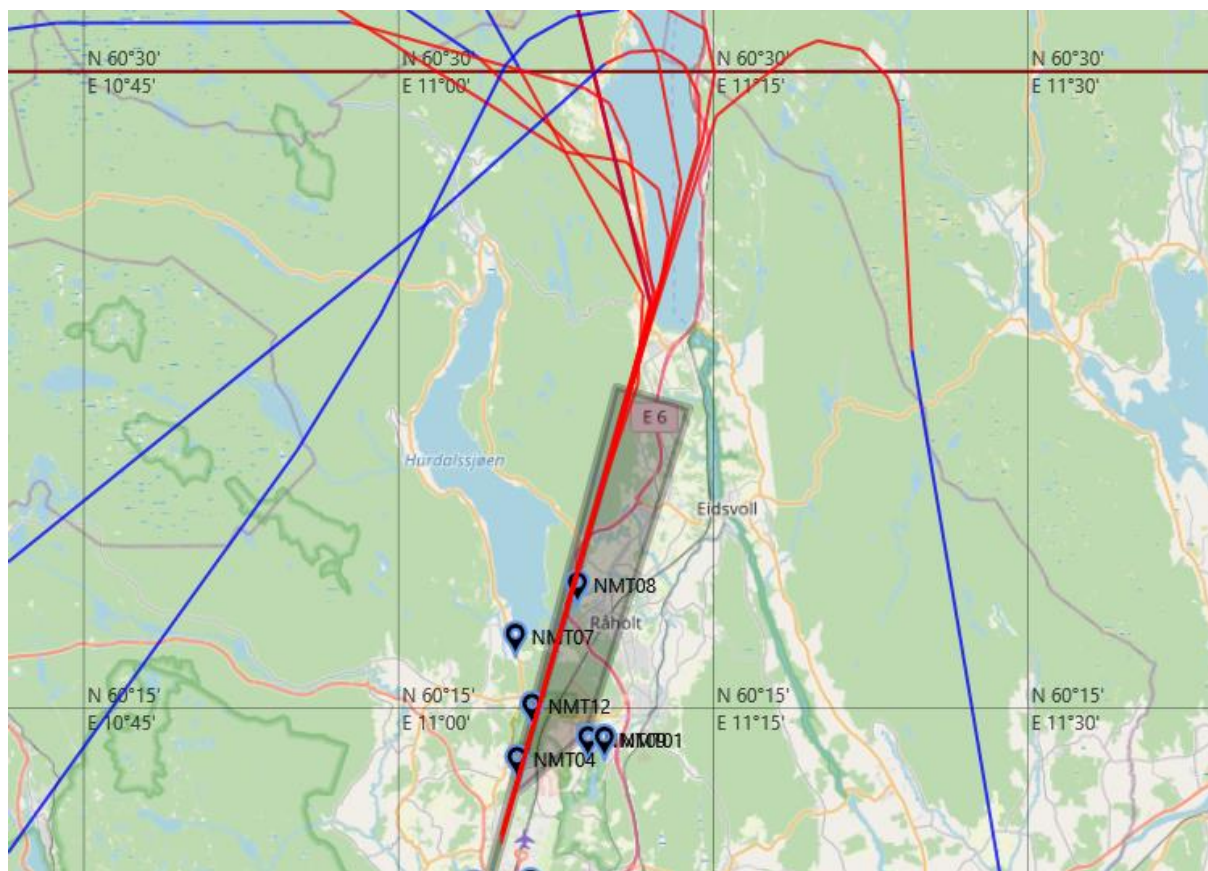 N 60°30'
E 10°45'
N 60°30'
E 11°00'
N 60°30'
E 11°15'
N 60°30'
E 11°30'
E 6
Hurdalssjøen
Eidsvoll
NMT08
Råholt
NMT07
N 60°15'
E 10°45'
N 60°15'
E 11°00'
N 60°15'
E 11°15'
N 60°15'
E 11°30'
NMT12
NMT01
NMT04